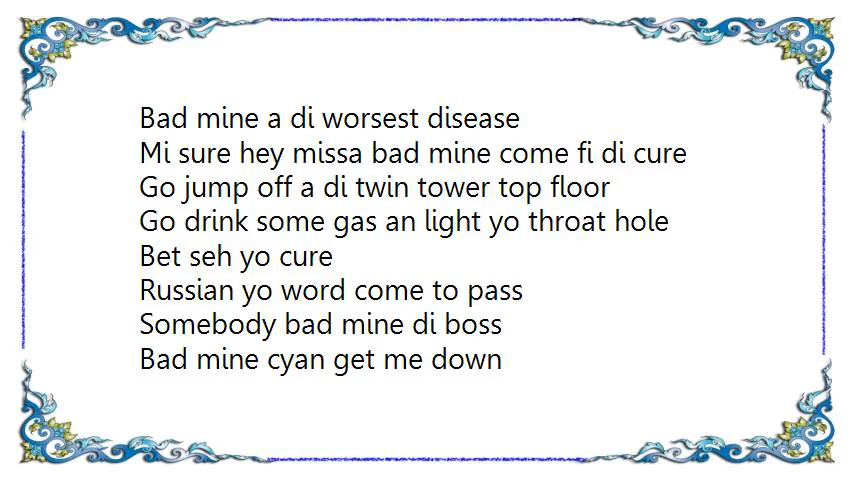 Bad mine a di worsest disease
Mi sure hey missa bad mine come fi di cure
Go jump off a di twin tower top floor
Go drink some gas an light yo throat hole
Bet seh yo cure
Russian yo word come to pass
Somebody bad mine di boss
Bad mine cyan get me down